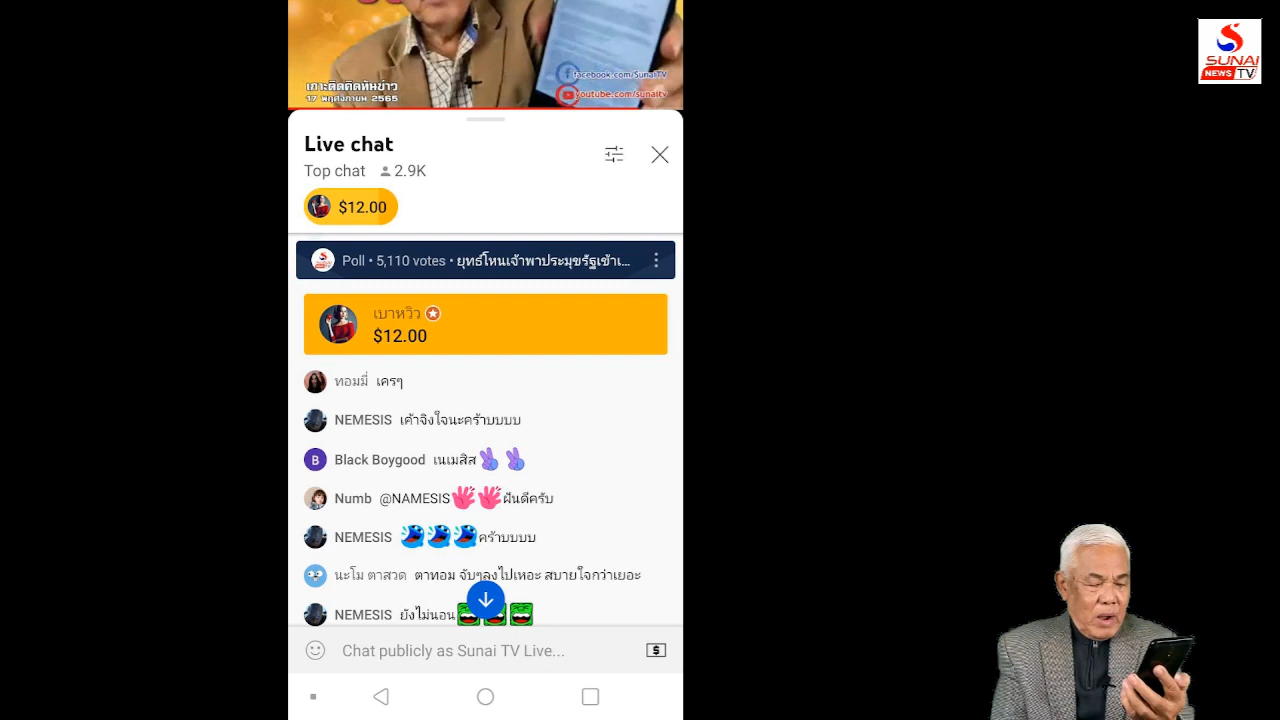 SUNAI
NEWS TV
facebook.com/SunaiTV
เกาะติดคิดทันข่าว
17 พฤษภาคม 2565
youtube.com/sunaitv
Live chat
Top chat 2.9K
$12.00
Poll • 5,110 votes • ยุทธ์โหนเจ้าพาประมุขรัฐเข้าเ...
เบาหวิว
$12.00
ทอมมี่ เครๆ
NEMESIS เค้าจิงใจนะคร้าบบบบ
B Black Boygood เนเมสิส
Numb @NAMESIS ฝันดีครับ
NEMESIS คร้าบบบบ
นะโม ตาสวด ตาทอม จับๆลงไปเหอะ สบายใจกว่าเยอะ
NEMESIS ยังไม่นอน
Chat publicly as Sunai TV Live...